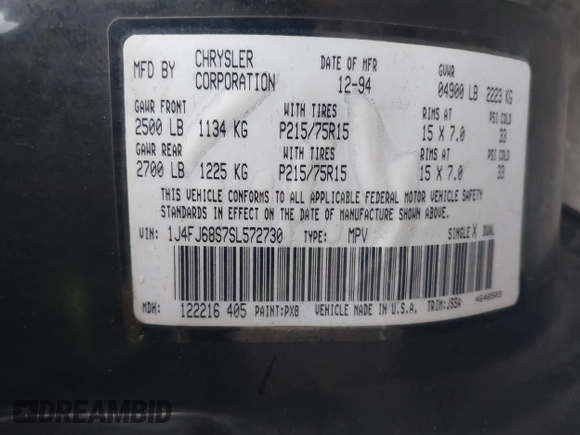 MFD BY CHRYSLER CORPORATION DATE OF MFR 12-94 GVWR 04900 LB 2223 KG
GAWR FRONT WITH TIRES RIMS AT PSI COLD
2500 LB 1134 KG P215/75R15 15 X 7.0 33
GAWR REAR WITH TIRES RIMS AT PSI COLD
2700 LB 1225 KG P215/75R15 15 X 7.0 33
THIS VEHICLE CONFORMS TO ALL APPLICABLE FEDERAL MOTOR VEHICLE SAFETY
STANDARDS IN EFFECT ON THE DATE OF MANUFACTURE SHOWN ABOVE.
VIN: 1J4FJ68S7SL572730 TYPE: MPV SINGLE X DUAL
MDH: 122216 405 PAINT:PX8 VEHICLE MADE IN U.S.A. TRIM:J5SA
4648503
DREAMBID